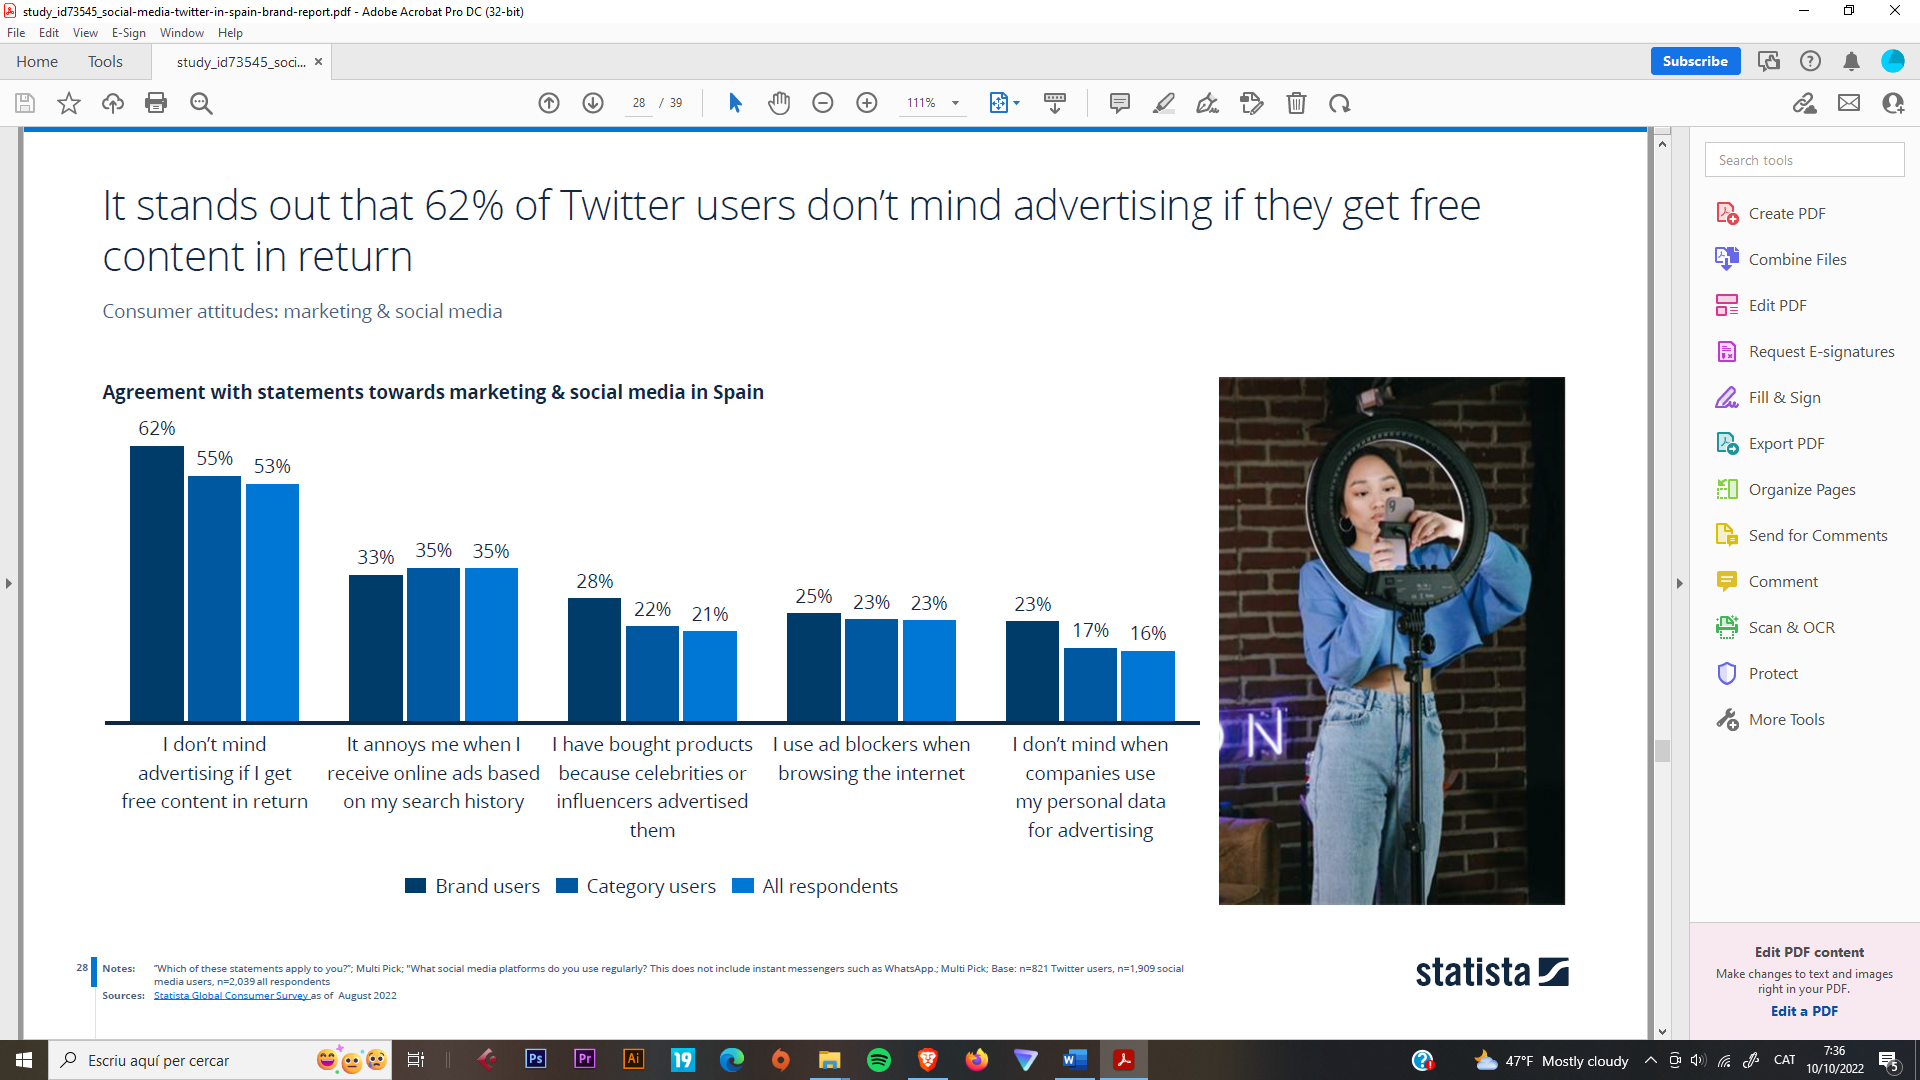 study_id73545_social-media-twitter-in-spain-brand-report.pdf - Adobe Acrobat Pro DC (32-bit)
File Edit View E-Sign Window Help
Home Tools study_id73545_soci... ×
Subscribe
28 / 39
111%
Search tools
Create PDF
Combine Files
Edit PDF
Request E-signatures
Fill & Sign
Export PDF
Organize Pages
Send for Comments
Comment
Scan & OCR
Protect
More Tools
It stands out that 62% of Twitter users don’t mind advertising if they get free
content in return
Consumer attitudes: marketing & social media
Agreement with statements towards marketing & social media in Spain
62%
55%
53%
33%
35%
35%
28%
22%
21%
25%
23%
23%
23%
17%
16%
I don’t mind
advertising if I get
free content in return
It annoys me when I
receive online ads based
on my search history
I have bought products
because celebrities or
influencers advertised
them
I use ad blockers when
browsing the internet
I don’t mind when
companies use
my personal data
for advertising
Brand users Category users All respondents
ON
28
Notes: "Which of these statements apply to you?"; Multi Pick; "What social media platforms do you use regularly? This does not include instant messengers such as WhatsApp.; Multi Pick; Base: n=821 Twitter users, n=1,909 social
media users, n=2,039 all respondents
Sources: Statista Global Consumer Survey as of August 2022
statista
Edit PDF content
Make changes to text and images
right in your PDF.
Edit a PDF
Escriu aquí per cercar
Ps
Pr
Ai
19
W
47°F Mostly cloudy
CAT
7:36
10/10/2022
5